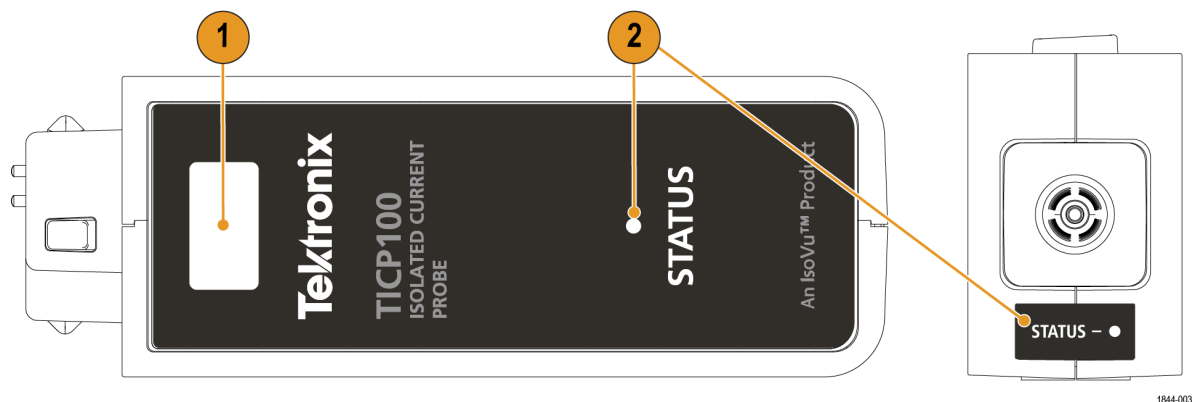 1
2
Tektronix
TICP100
ISOLATED CURRENT
PROBE
STATUS
An IsoVu™ Product
STATUS –
1844-003